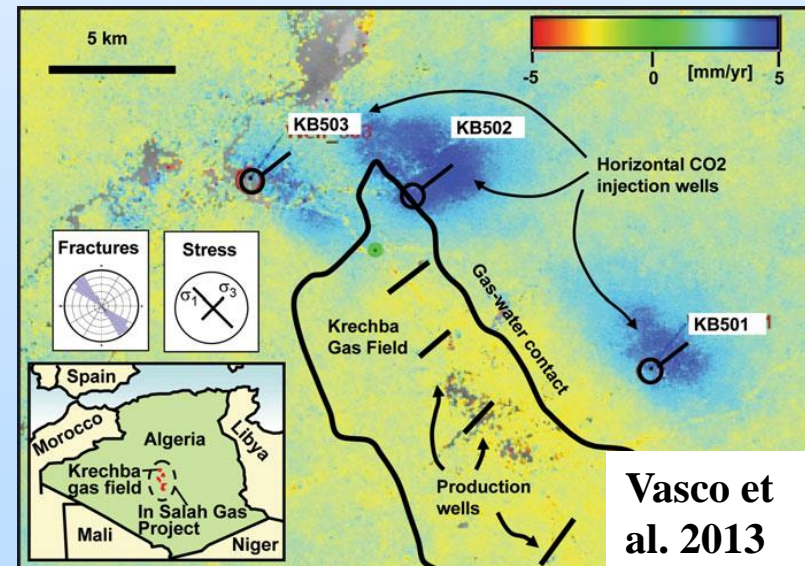 5 km
-5
0
[mm/yr]
5
KB503
KB502
Horizontal CO2
injection wells
Fractures
Stress
σ1
σ3
Krechba
Gas Field
Gas-water contact
KB501
Spain
Morocco
Algeria
Libya
Krechba
gas field
In Salah Gas
Project
Mali
Niger
Production
wells
Vasco et
al. 2013